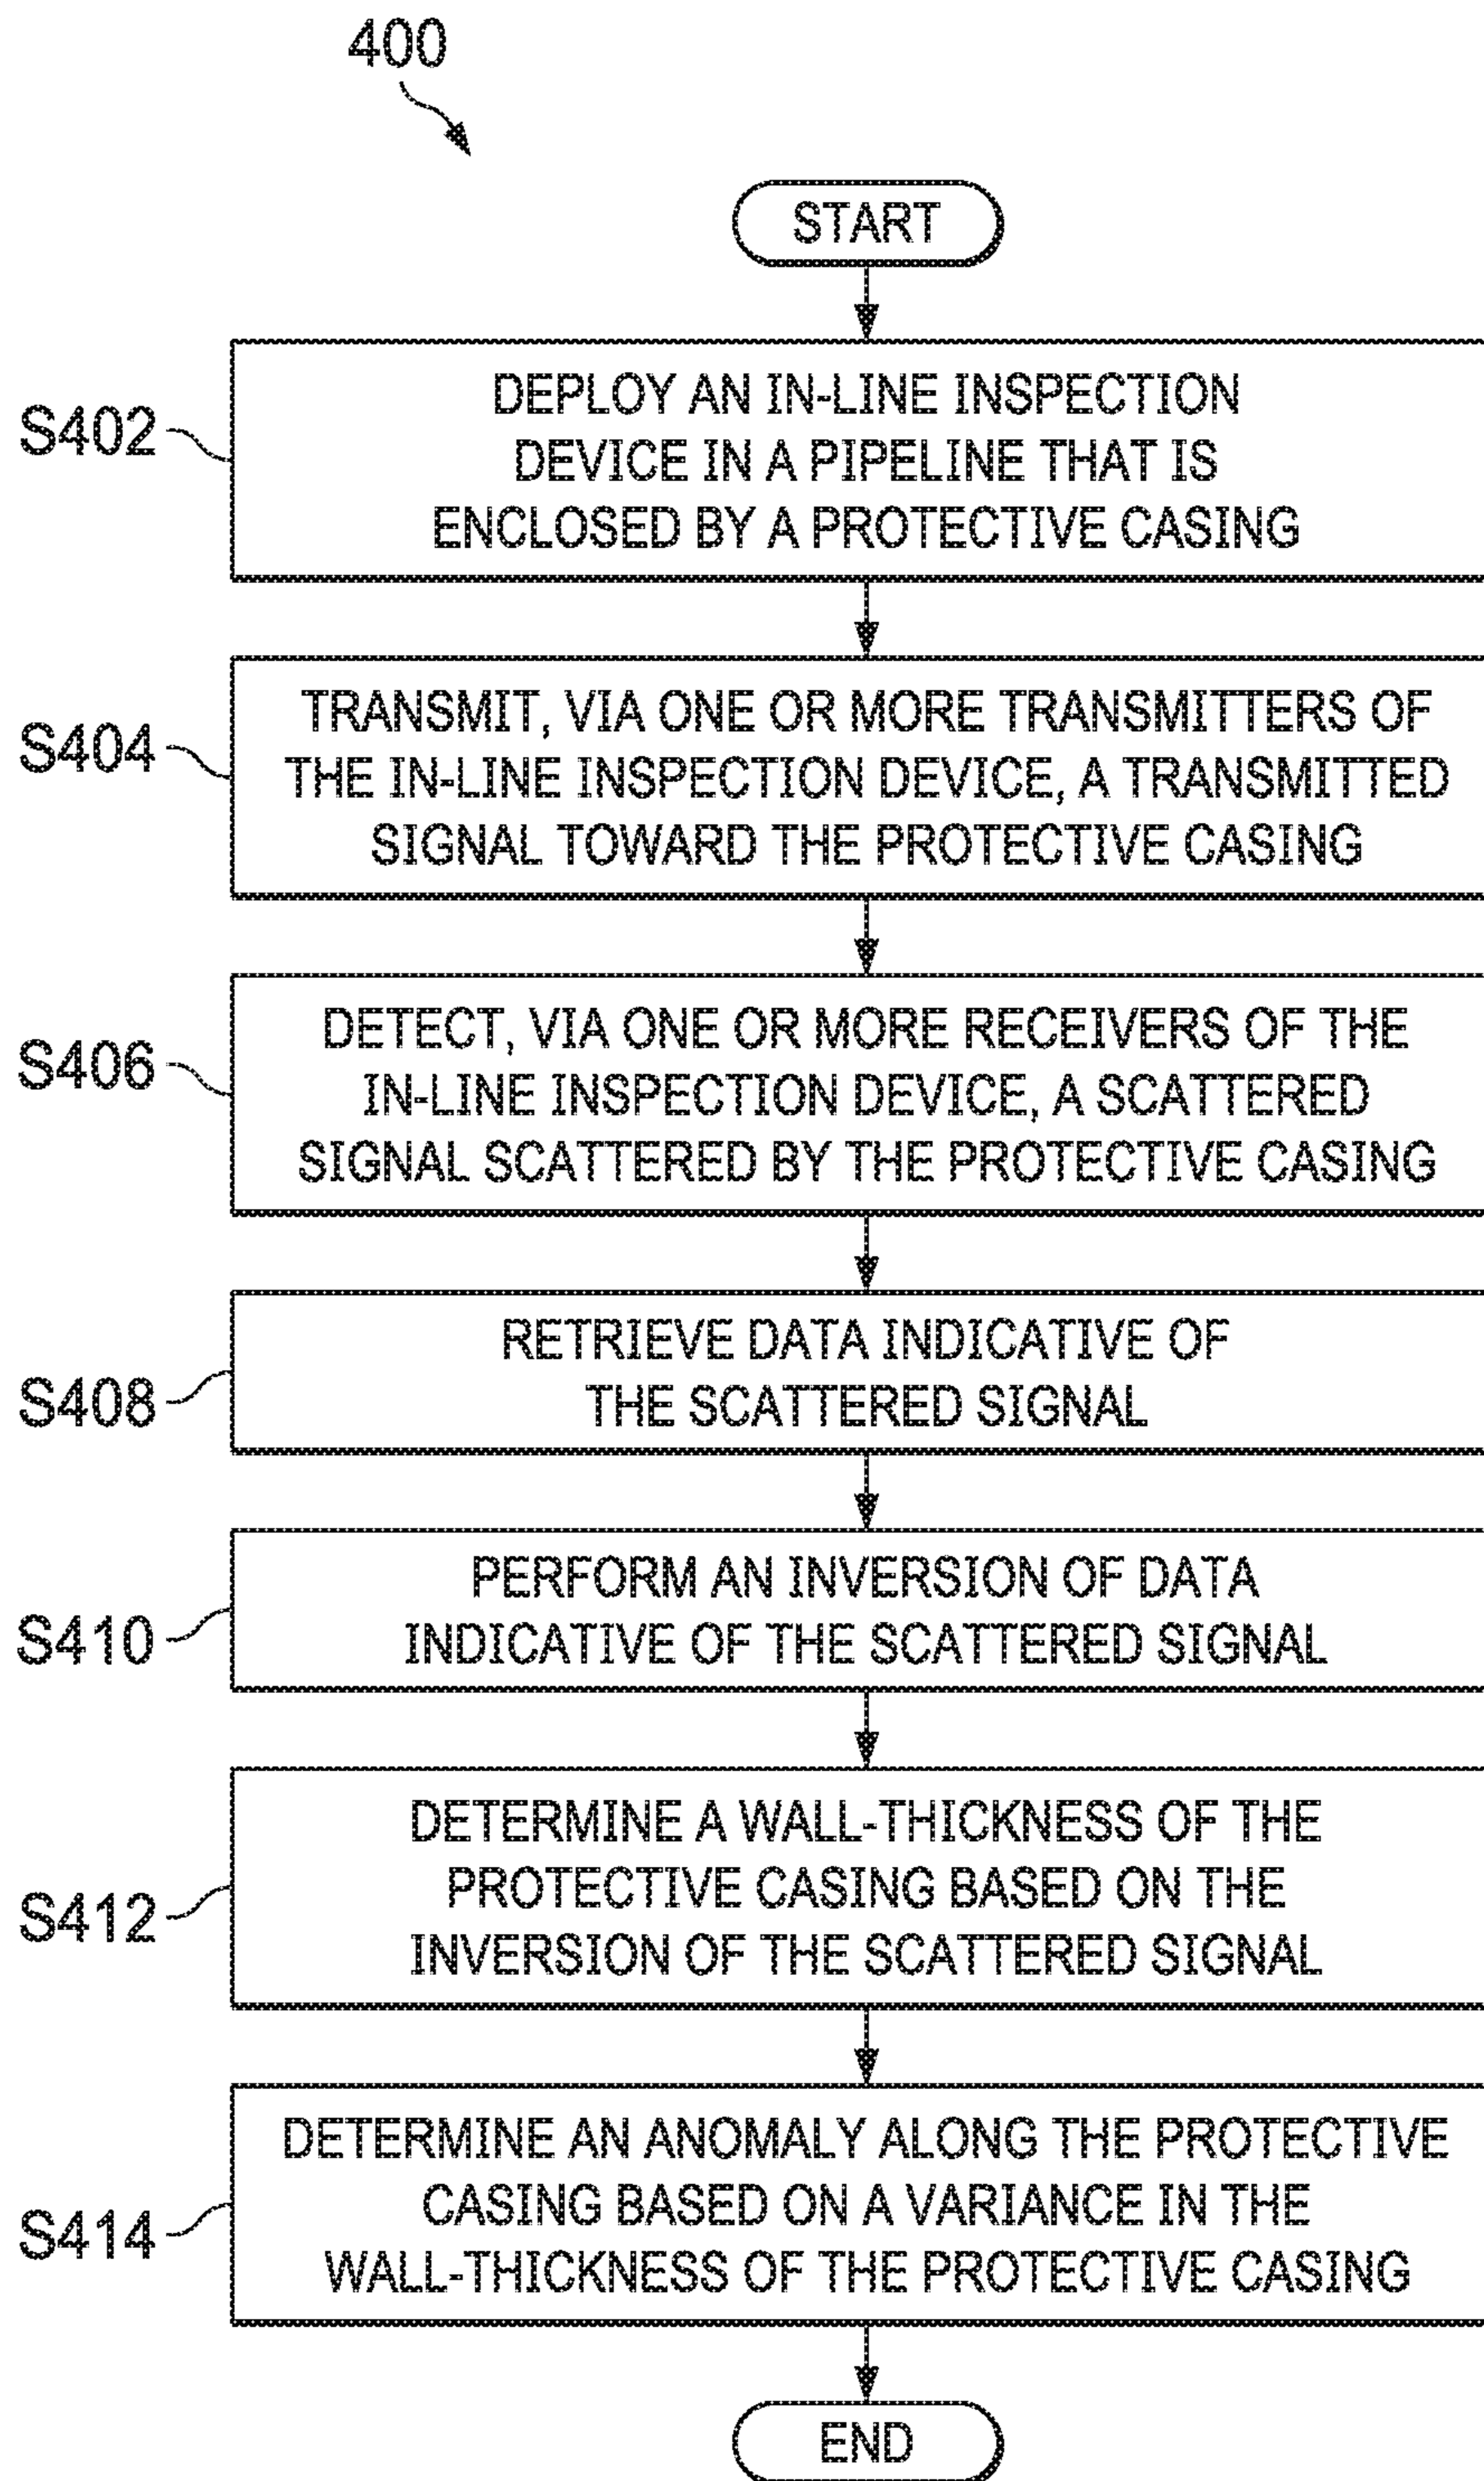 400
START
S402
DEPLOY AN IN-LINE INSPECTION
DEVICE IN A PIPELINE THAT IS
ENCLOSED BY A PROTECTIVE CASING
S404
TRANSMIT, VIA ONE OR MORE TRANSMITTERS OF
THE IN-LINE INSPECTION DEVICE, A TRANSMITTED
SIGNAL TOWARD THE PROTECTIVE CASING
S406
DETECT, VIA ONE OR MORE RECEIVERS OF THE
IN-LINE INSPECTION DEVICE, A SCATTERED
SIGNAL SCATTERED BY THE PROTECTIVE CASING
S408
RETRIEVE DATA INDICATIVE OF
THE SCATTERED SIGNAL
S410
PERFORM AN INVERSION OF DATA
INDICATIVE OF THE SCATTERED SIGNAL
S412
DETERMINE A WALL-THICKNESS OF THE
PROTECTIVE CASING BASED ON THE
INVERSION OF THE SCATTERED SIGNAL
S414
DETERMINE AN ANOMALY ALONG THE PROTECTIVE
CASING BASED ON A VARIANCE IN THE
WALL-THICKNESS OF THE PROTECTIVE CASING
END